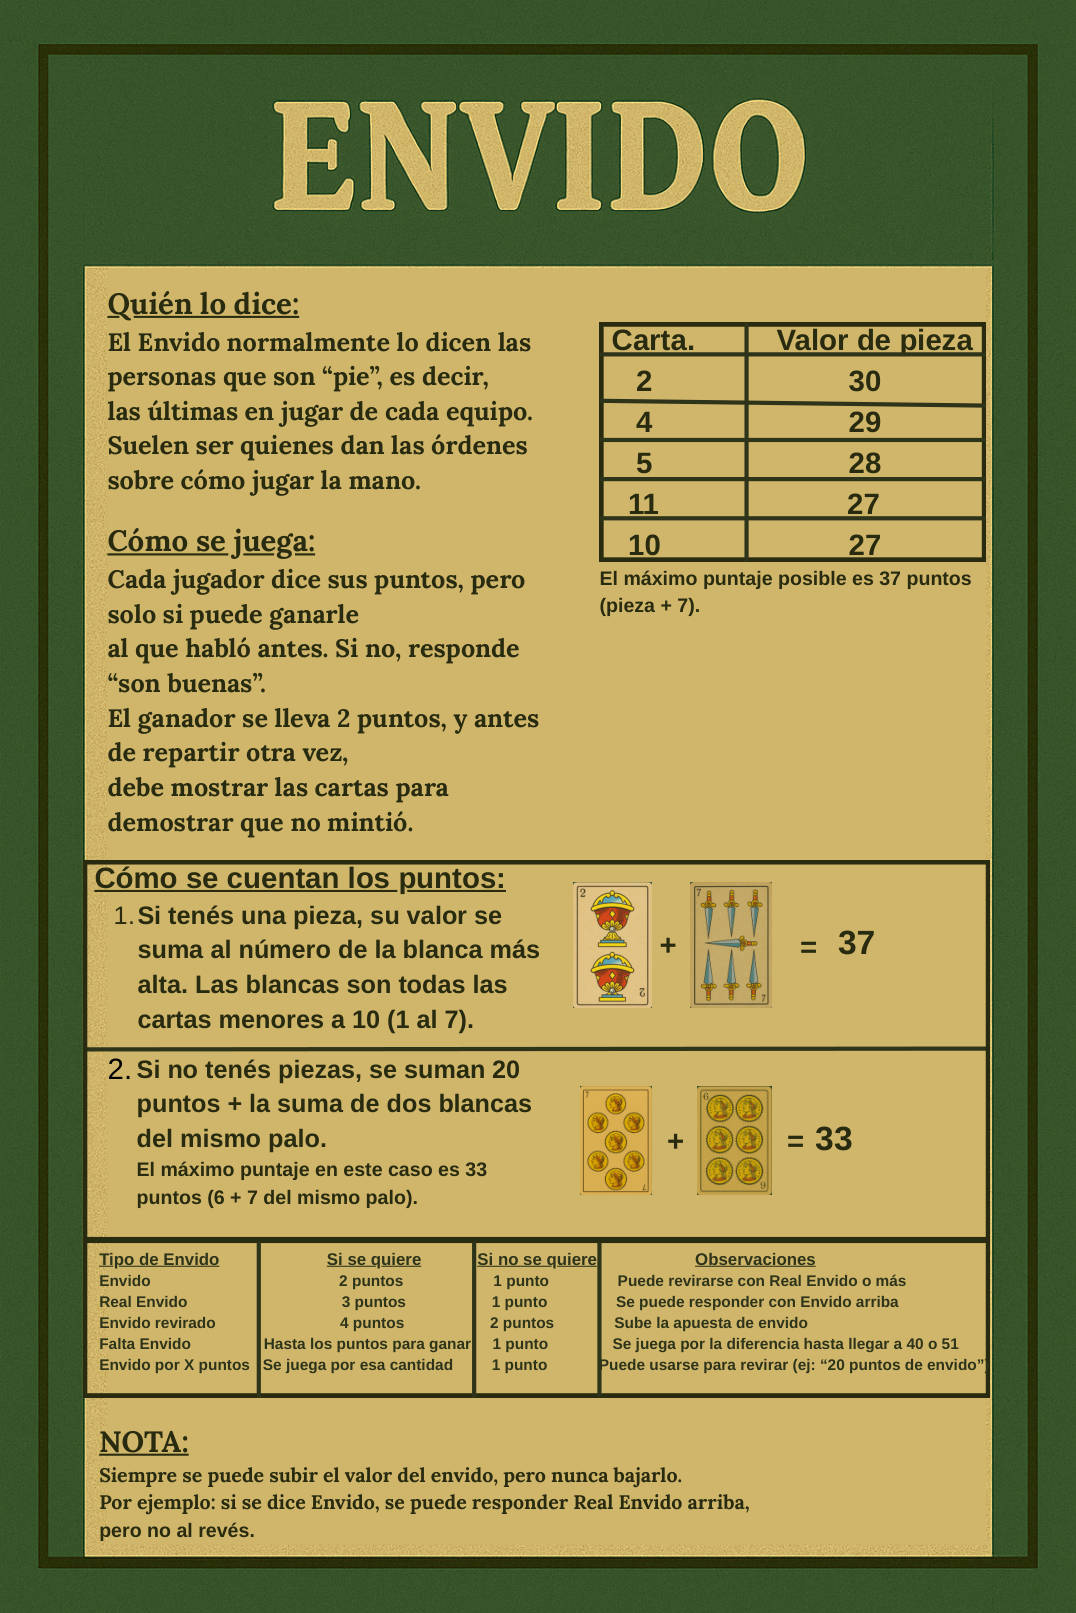 ENVIDO
Quién lo dice:
El Envido normalmente lo dicen las
personas que son “pie”, es decir,
las últimas en jugar de cada equipo.
Suelen ser quienes dan las órdenes
sobre cómo jugar la mano.
Cómo se juega:
Cada jugador dice sus puntos, pero
solo si puede ganarle
al que habló antes. Si no, responde
“son buenas”.
El ganador se lleva 2 puntos, y antes
de repartir otra vez,
debe mostrar las cartas para
demostrar que no mintió.
Carta. Valor de pieza
2 30
4 29
5 28
11 27
10 27
El máximo puntaje posible es 37 puntos
(pieza + 7).
Cómo se cuentan los puntos:
1. Si tenés una pieza, su valor se
suma al número de la blanca más
alta. Las blancas son todas las
cartas menores a 10 (1 al 7).
2 2 + 7 7 = 37
2. Si no tenés piezas, se suman 20
puntos + la suma de dos blancas
del mismo palo.
El máximo puntaje en este caso es 33
puntos (6 + 7 del mismo palo).
7 7 + 6 6 = 33
Tipo de Envido Si se quiere Si no se quiere Observaciones
Envido 2 puntos 1 punto Puede revirarse con Real Envido o más
Real Envido 3 puntos 1 punto Se puede responder con Envido arriba
Envido revirado 4 puntos 2 puntos Sube la apuesta de envido
Falta Envido Hasta los puntos para ganar 1 punto Se juega por la diferencia hasta llegar a 40 o 51
Envido por X puntos Se juega por esa cantidad 1 punto Puede usarse para revirar (ej: “20 puntos de envido”)
NOTA:
Siempre se puede subir el valor del envido, pero nunca bajarlo.
Por ejemplo: si se dice Envido, se puede responder Real Envido arriba,
pero no al revés.